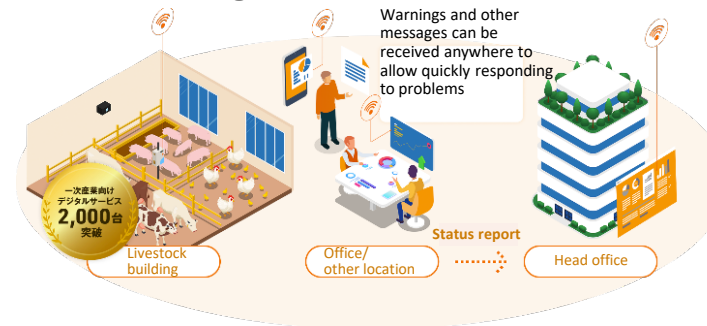 Warnings and other
messages can be
received anywhere to
allow quickly responding
to problems
一次産業向け
デジタルサービス
2,000台
突破
Livestock
building
Office/
other location
Status report
Head office